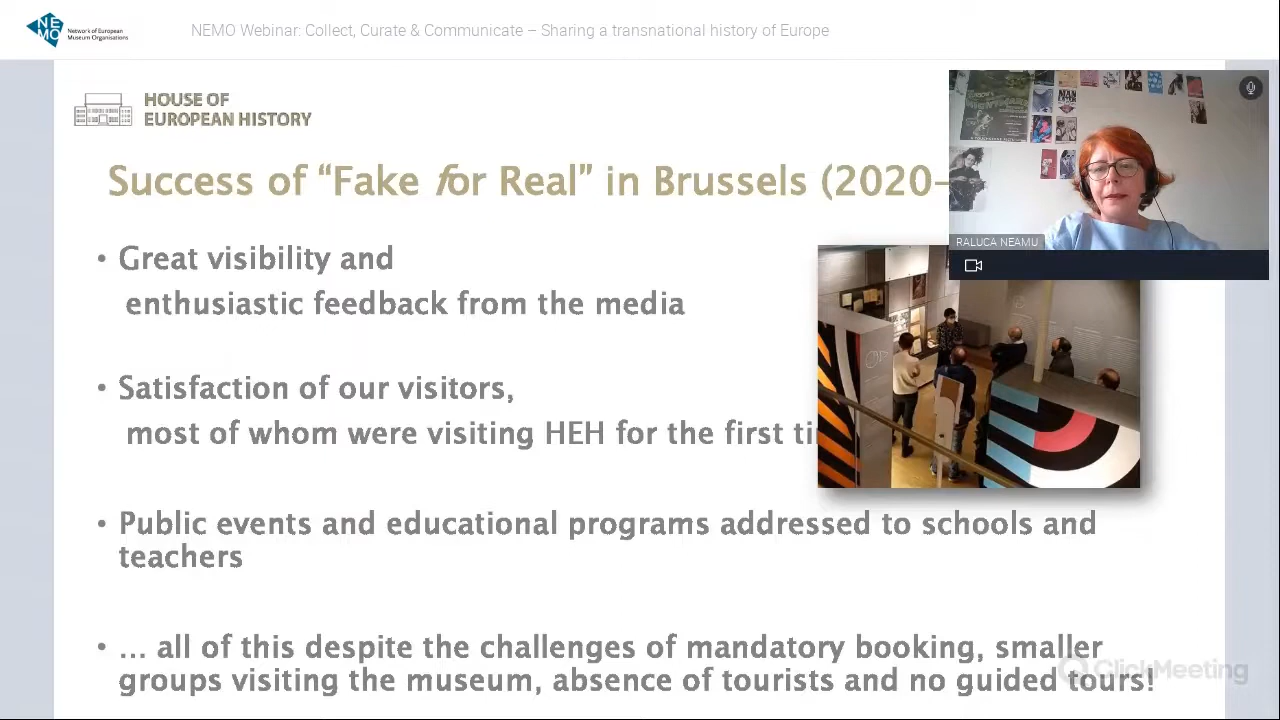 NEMO
Network of European
Museum Organisations
NEMO Webinar: Collect, Curate & Communicate – Sharing a transnational history of Europe
HOUSE OF
EUROPEAN HISTORY
Success of “Fake for Real” in Brussels (2020-
RALUCA NEAMU
• Great visibility and
enthusiastic feedback from the media
• Satisfaction of our visitors,
most of whom were visiting HEH for the first
• Public events and educational programs addressed to schools and
teachers
• … all of this despite the challenges of mandatory booking, smaller
groups visiting the museum, absence of tourists and no guided tours!
ClickMeeting